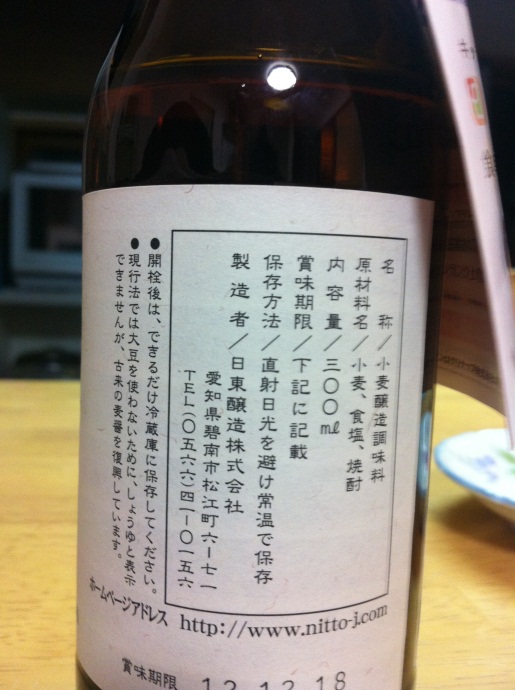 名　称／小麦醸造調味料
原材料名／小麦、食塩、焼酎
内容量／三〇〇㎖
賞味期限／下記に記載
保存方法／直射日光を避け常温で保存
製造者／日東醸造株式会社
愛知県碧南市松江町六ー七ー一
TEL(〇五六六)四一ー〇一五六
●開栓後は、できるだけ冷蔵庫に保存してください。
●現行法では大豆を使わないために、しょうゆと表示
できませんが、古来の麦醤を復興しています。
ホームページアドレス http://www.nitto-j.com
賞味期限 12.12.18